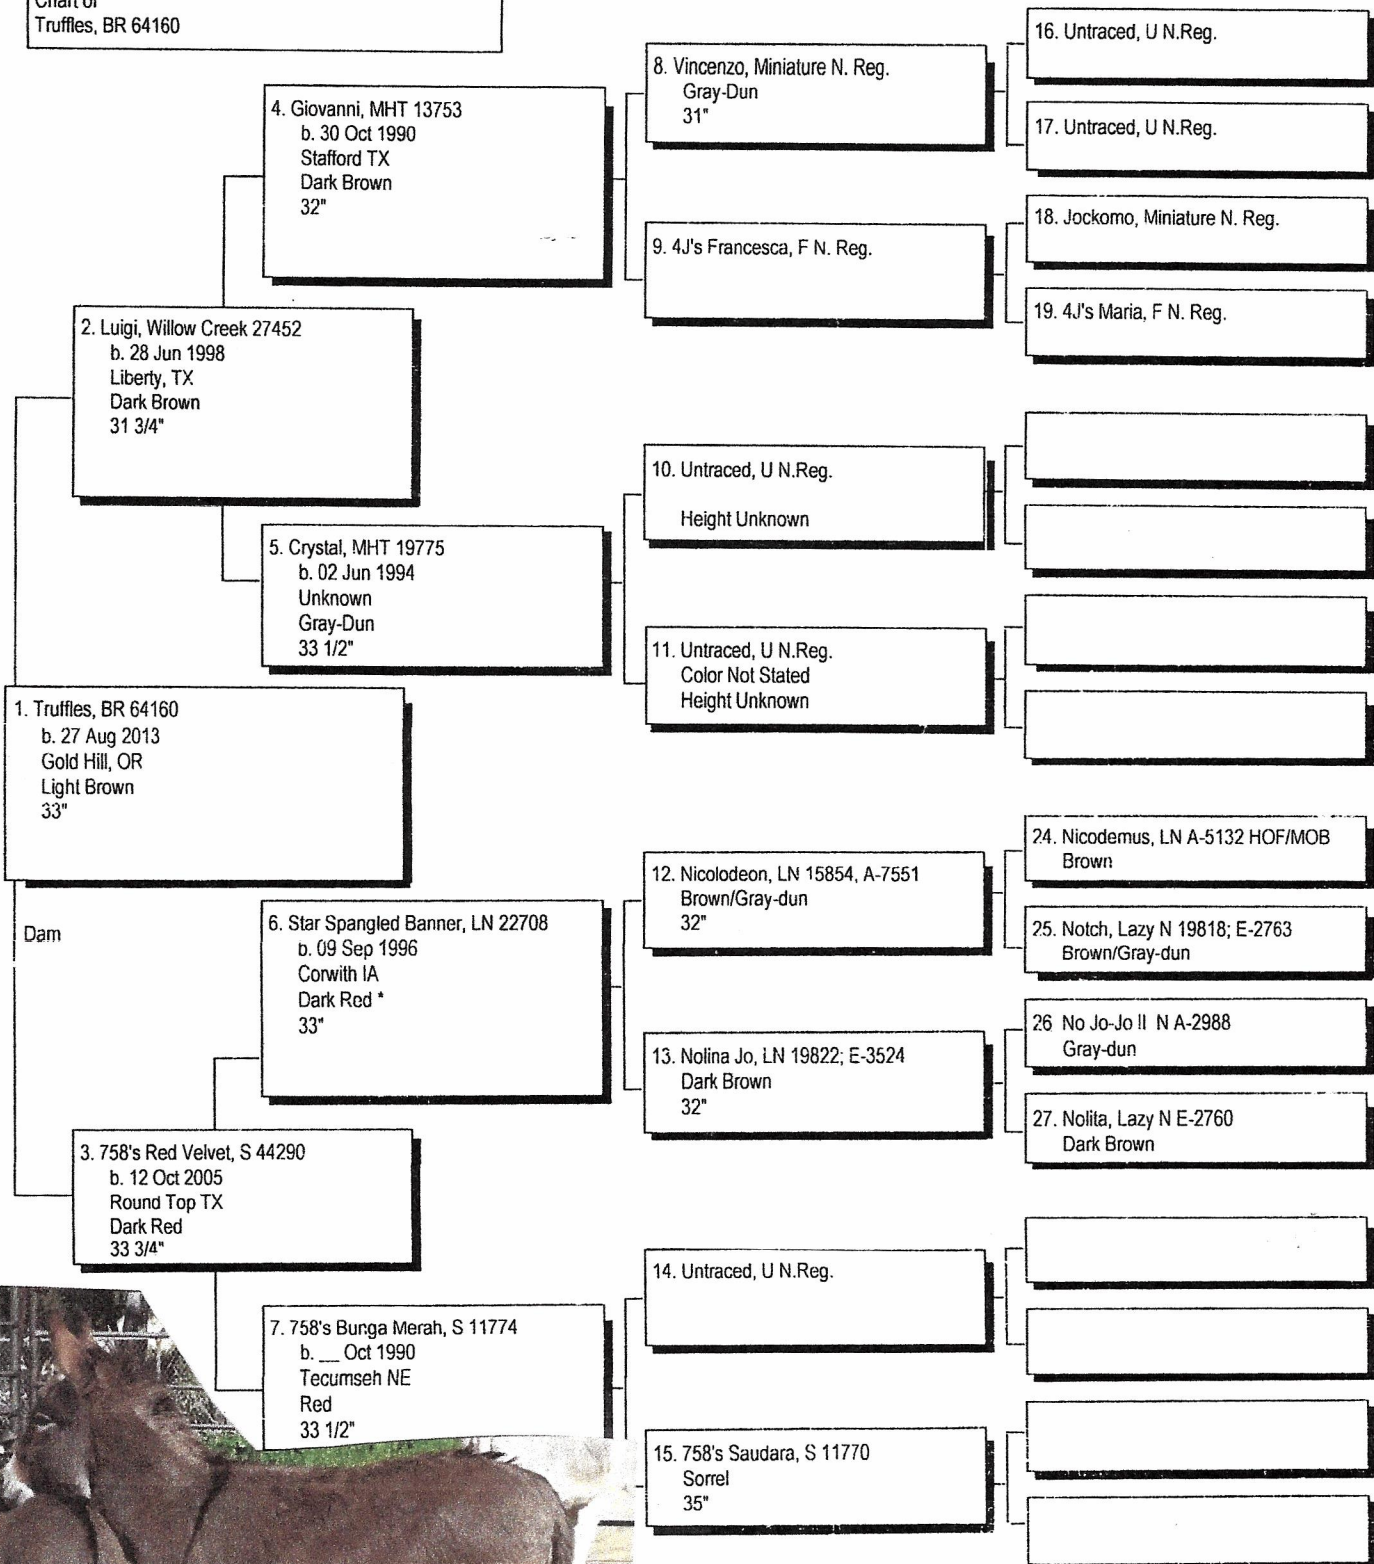 Chart of
Truffles, BR 64160
16. Untraced, U N.Reg.
8. Vincenzo, Miniature N. Reg.
Gray-Dun
31"
17. Untraced, U N.Reg.
4. Giovanni, MHT 13753
b. 30 Oct 1990
Stafford TX
Dark Brown
32"
18. Jockomo, Miniature N. Reg.
9. 4J's Francesca, F N. Reg.
19. 4J's Maria, F N. Reg.
2. Luigi, Willow Creek 27452
b. 28 Jun 1998
Liberty, TX
Dark Brown
31 3/4"
10. Untraced, U N.Reg.
Height Unknown
5. Crystal, MHT 19775
b. 02 Jun 1994
Unknown
Gray-Dun
33 1/2"
11. Untraced, U N.Reg.
Color Not Stated
Height Unknown
1. Truffles, BR 64160
b. 27 Aug 2013
Gold Hill, OR
Light Brown
33"
24. Nicodemus, LN A-5132 HOF/MOB
Brown
12. Nicolodeon, LN 15854, A-7551
Brown/Gray-dun
32"
25. Notch, Lazy N 19818; E-2763
Brown/Gray-dun
Dam
6. Star Spangled Banner, LN 22708
b. 09 Sep 1996
Corwith IA
Dark Red *
33"
26 No Jo-Jo II N A-2988
Gray-dun
13. Nolina Jo, LN 19822; E-3524
Dark Brown
32"
27. Nolita, Lazy N E-2760
Dark Brown
3. 758's Red Velvet, S 44290
b. 12 Oct 2005
Round Top TX
Dark Red
33 3/4"
14. Untraced, U N.Reg.
7. 758's Bunga Merah, S 11774
b. __ Oct 1990
Tecumseh NE
Red
33 1/2"
15. 758's Saudara, S 11770
Sorrel
35"